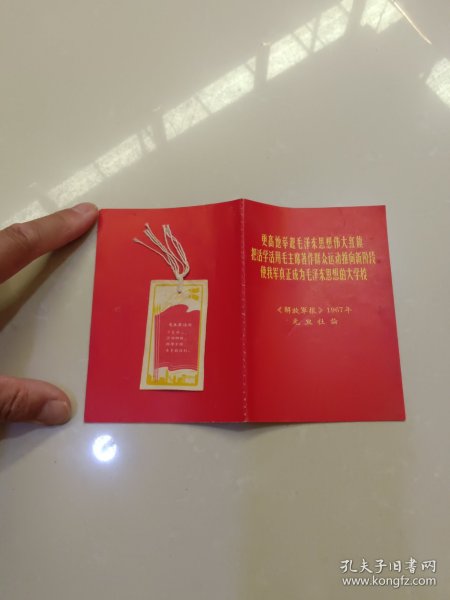 更高地举起毛泽东思想伟大红旗
把活学活用毛主席著作群众运动推向新阶段
使我军真正成为毛泽东思想的大学校
《解放军报》1967年
元旦社论
孔夫子旧书网
www.kongfz.com